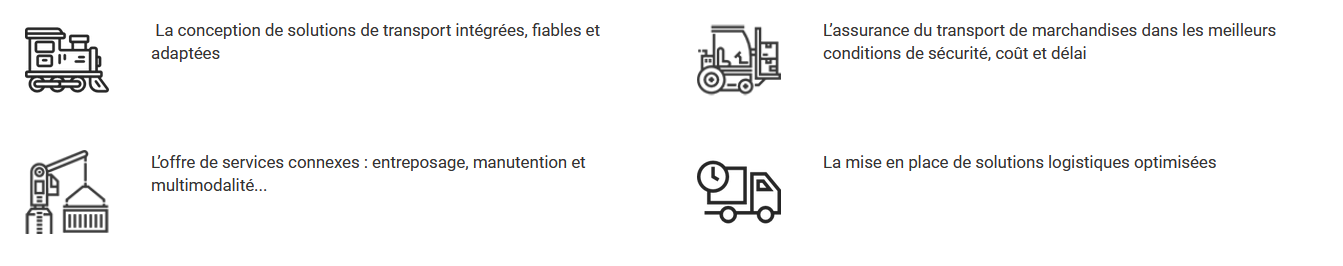 La conception de solutions de transport intégrées, fiables et
adaptées
L’assurance du transport de marchandises dans les meilleurs
conditions de sécurité, coût et délai
L’offre de services connexes : entreposage, manutention et
multimodalité...
La mise en place de solutions logistiques optimisées